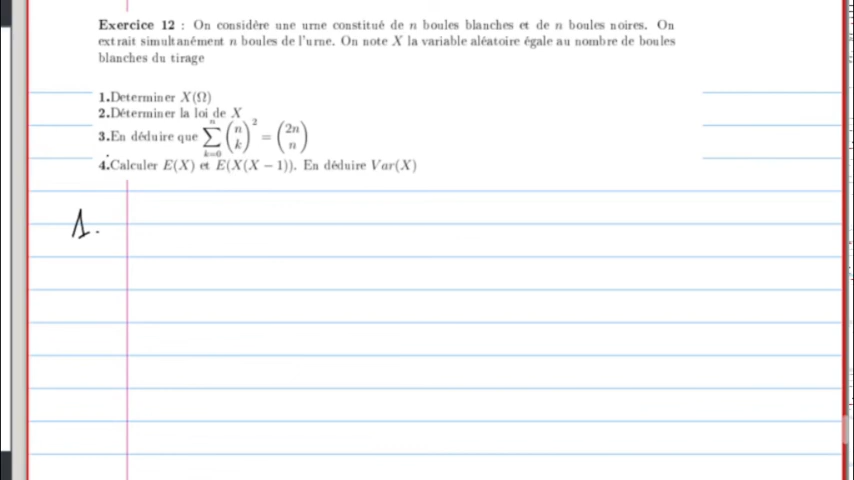 Exercice 12 : On considère une urne constitué de n boules blanches et de n boules noires. On
extrait simultanément n boules de l'urne. On note X la variable aléatoire égale au nombre de boules
blanches du tirage
1.Determiner X(Ω)
2.Déterminer la loi de X
3.En déduire que \sum_{k=0}^{n} \binom{n}{k}^2 = \binom{2n}{n}
4.Calculer E(X) et E(X(X − 1)). En déduire Var(X)
1.